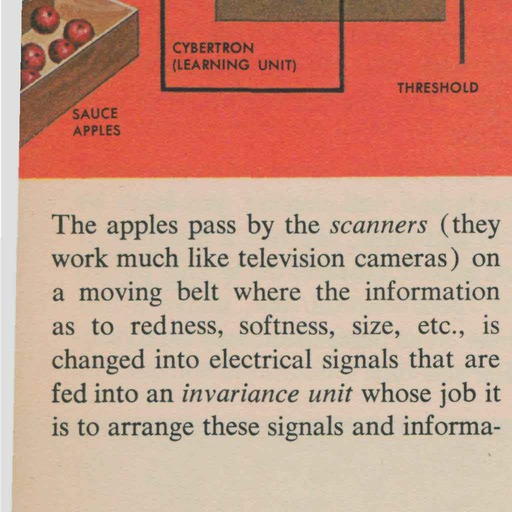 CYBERTRON
(LEARNING UNIT)
THRESHOLD
SAUCE
APPLES
The apples pass by the scanners (they
work much like television cameras) on
a moving belt where the information
as to redness, softness, size, etc., is
changed into electrical signals that are
fed into an invariance unit whose job it
is to arrange these signals and informa-